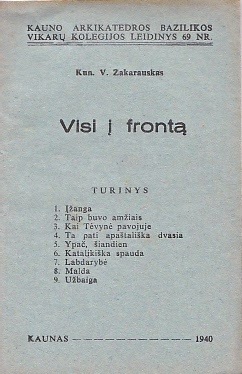 KAUNO ARKIKATEDROS BAZILIKOS
VIKARŲ KOLEGIJOS LEIDINYS 69 NR.
Kun. V. Zakarauskas
Visi į frontą
TURINYS
1. Įžanga
2. Taip buvo amžiais
3. Kai Tėvynė pavojuje
4. Ta pati apaštališka dvasia
5. Ypač, šiandien
6. Katalikiška spauda
7. Labdarybė
8. Malda
9. Užbaiga
KAUNAS — — — — — — — 1940